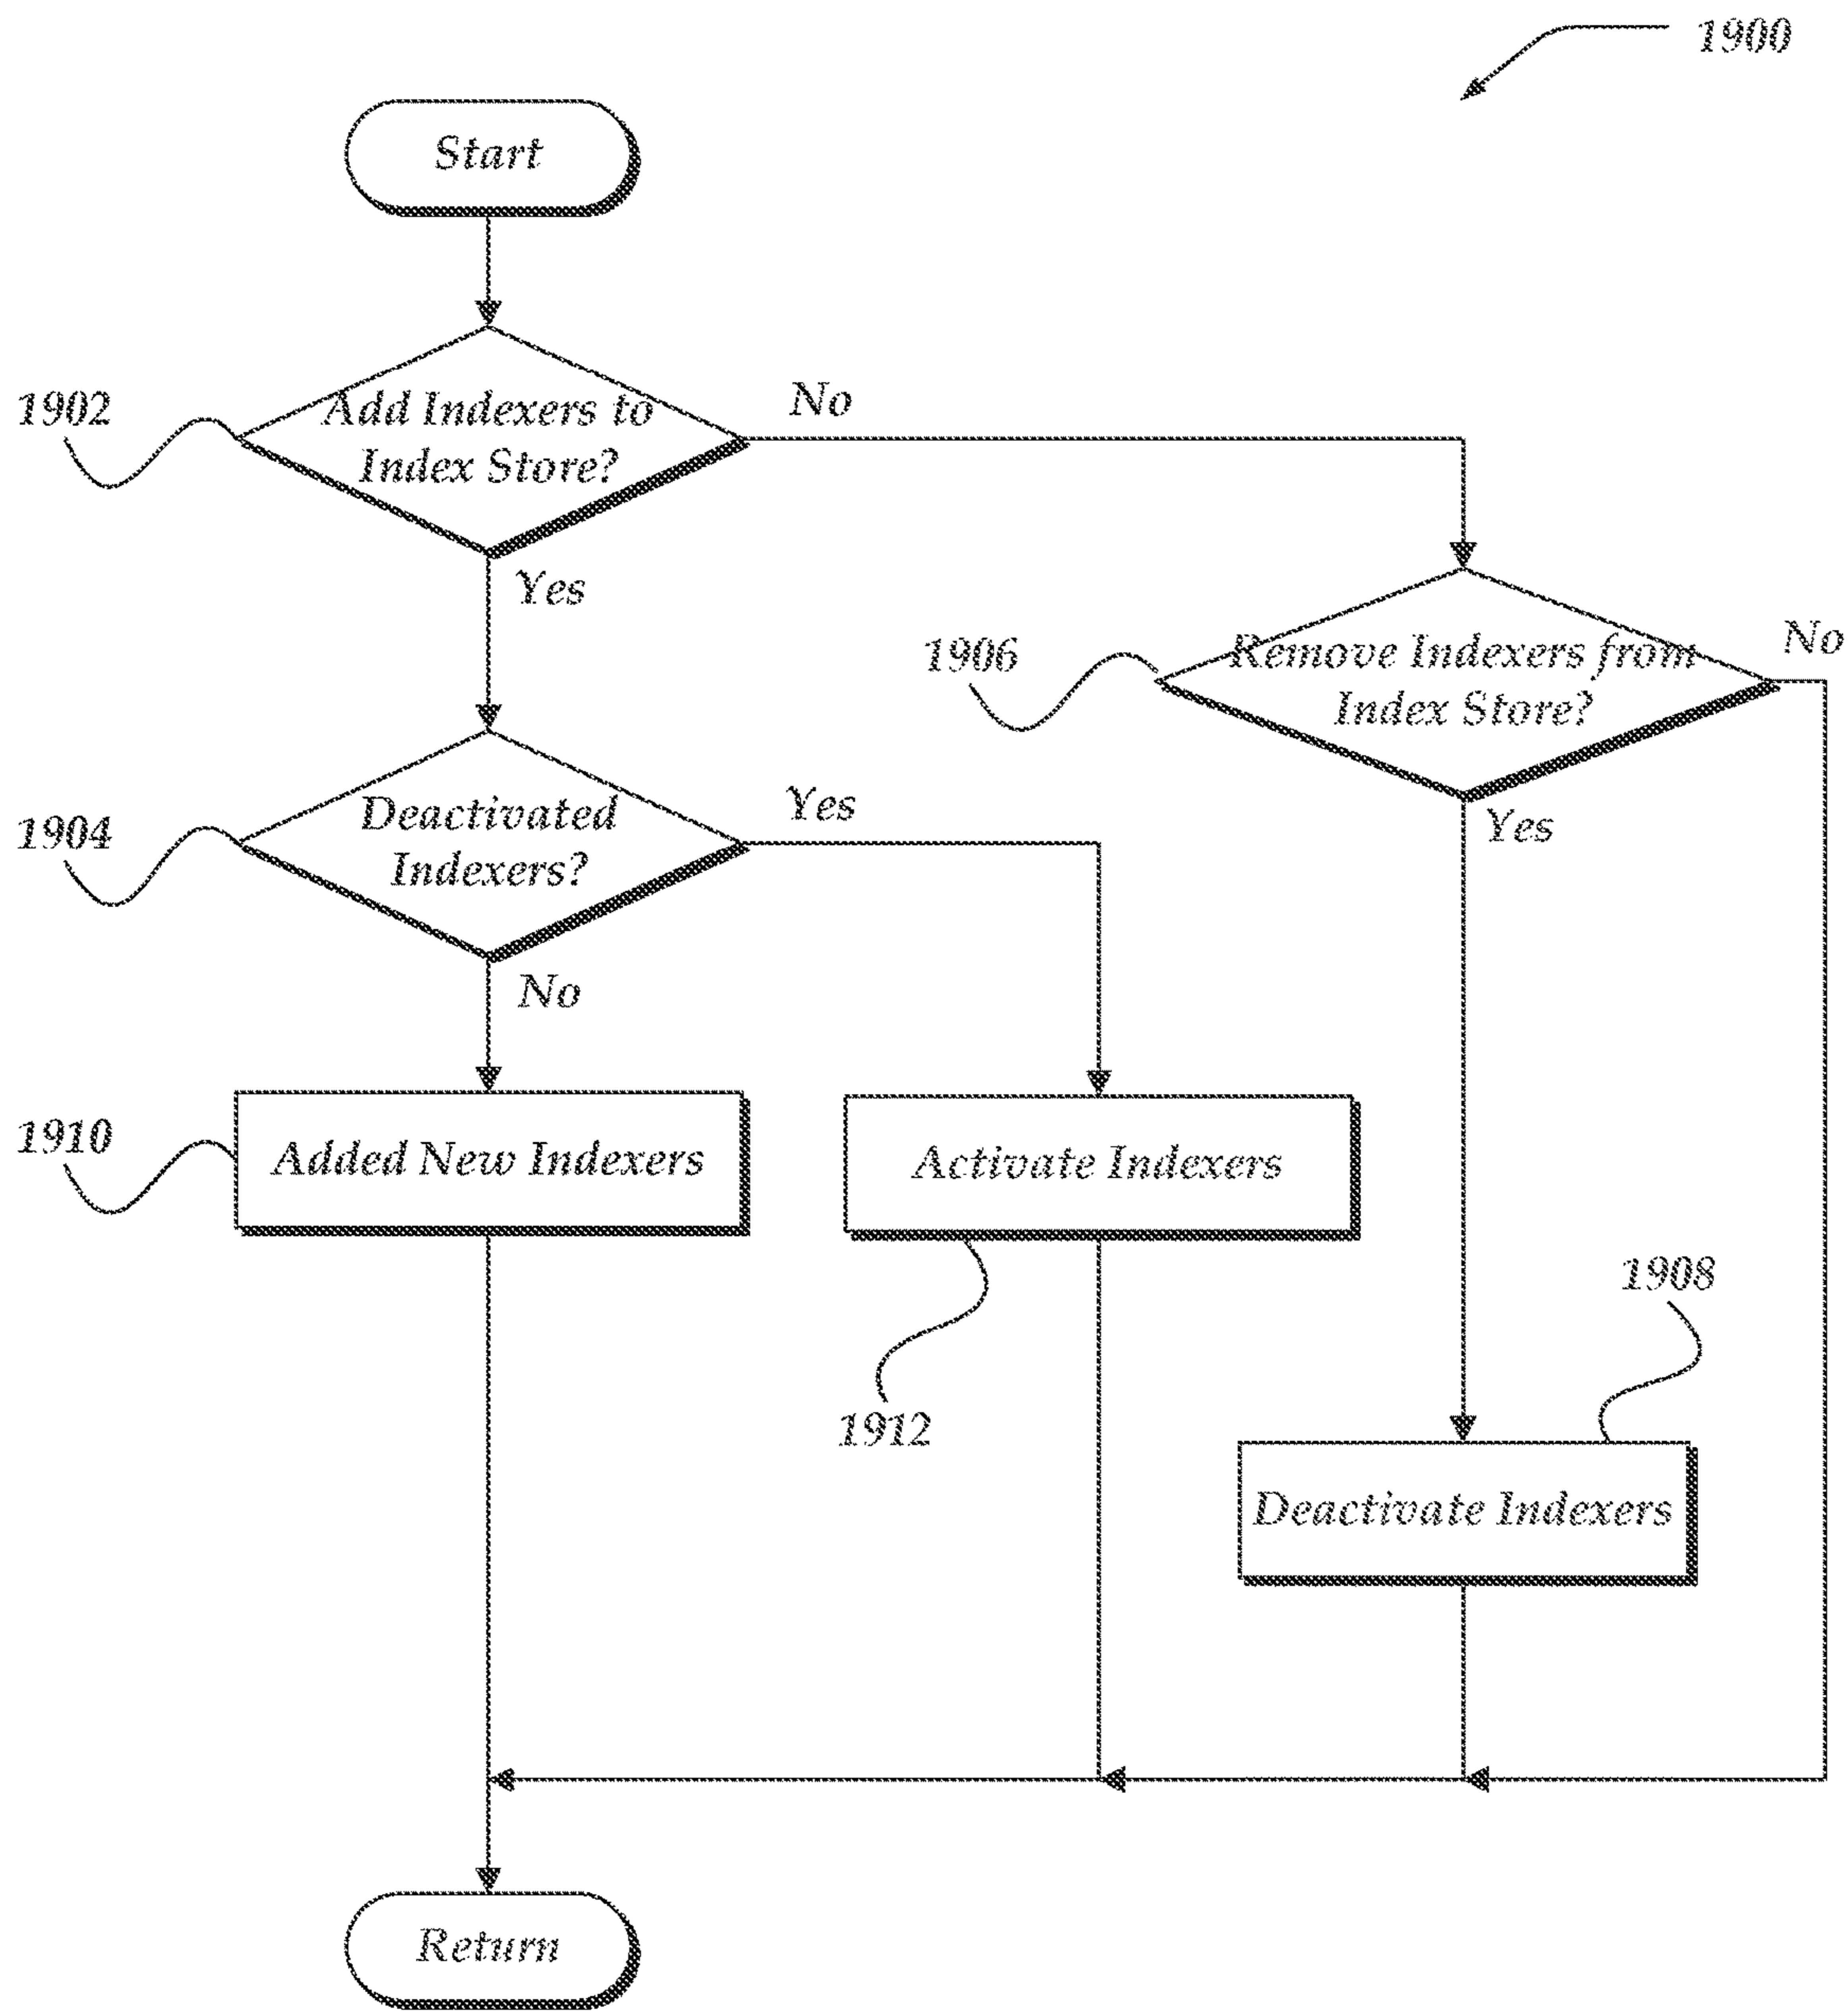 1900
Start
1902
Add Indexers to
Index Store?
No
Yes
1906
Remove Indexers from
Index Store?
No
Yes
1904
Deactivated
Indexers?
Yes
No
1910
Added New Indexers
Activate Indexers
1912
1908
Deactivate Indexers
Return